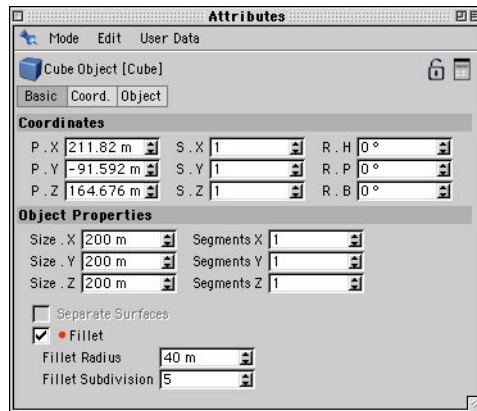 Attributes
Mode Edit User Data
Cube Object [Cube]
Basic Coord. Object
Coordinates
P . X 211.82 m S . X 1 R . H 0 °
P . Y -91.592 m S . Y 1 R . P 0 °
P . Z 164.676 m S . Z 1 R . B 0 °
Object Properties
Size . X 200 m Segments X 1
Size . Y 200 m Segments Y 1
Size . Z 200 m Segments Z 1
Separate Surfaces
Fillet
Fillet Radius 40 m
Fillet Subdivision 5